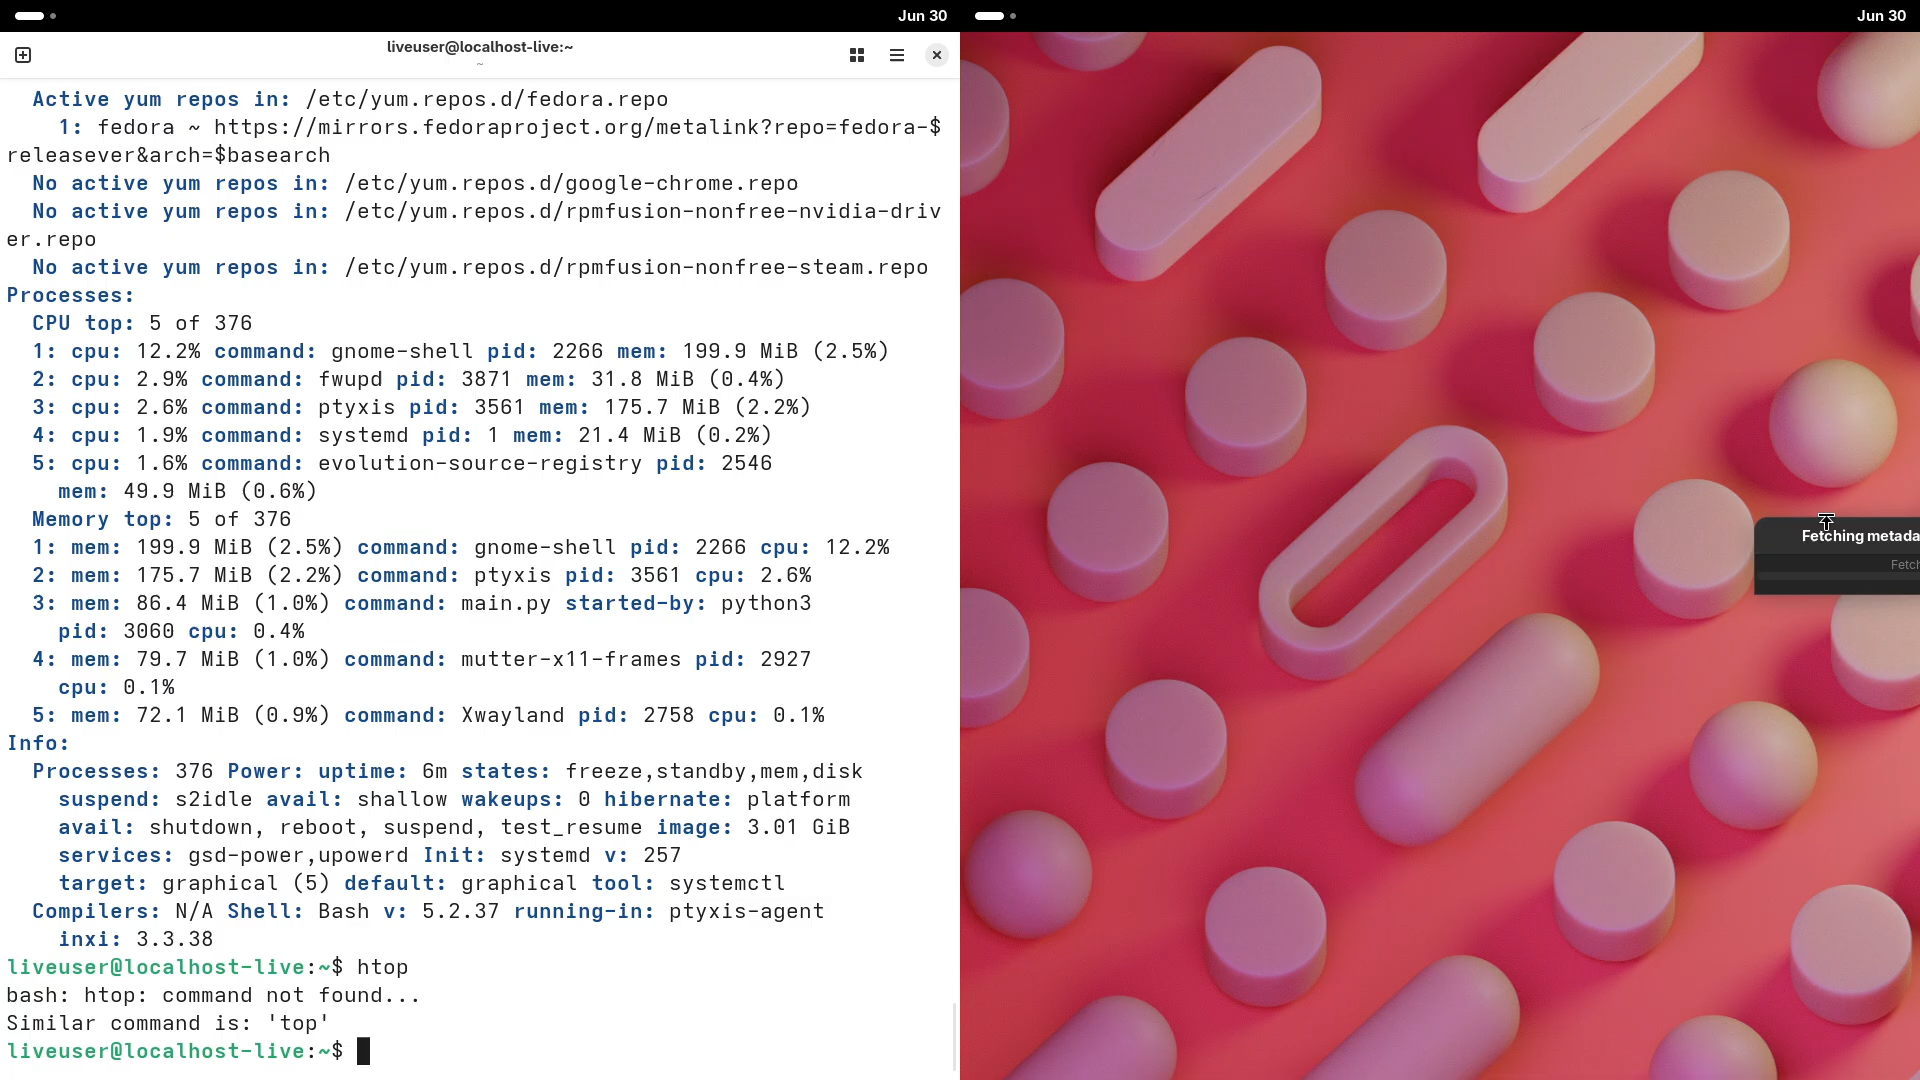 Jun 30
liveuser@localhost-live:~
~
Active yum repos in: /etc/yum.repos.d/fedora.repo
1: fedora ~ https://mirrors.fedoraproject.org/metalink?repo=fedora-$
releasever&arch=$basearch
No active yum repos in: /etc/yum.repos.d/google-chrome.repo
No active yum repos in: /etc/yum.repos.d/rpmfusion-nonfree-nvidia-driv
er.repo
No active yum repos in: /etc/yum.repos.d/rpmfusion-nonfree-steam.repo
Processes:
CPU top: 5 of 376
1: cpu: 12.2% command: gnome-shell pid: 2266 mem: 199.9 MiB (2.5%)
2: cpu: 2.9% command: fwupd pid: 3871 mem: 31.8 MiB (0.4%)
3: cpu: 2.6% command: ptyxis pid: 3561 mem: 175.7 MiB (2.2%)
4: cpu: 1.9% command: systemd pid: 1 mem: 21.4 MiB (0.2%)
5: cpu: 1.6% command: evolution-source-registry pid: 2546
mem: 49.9 MiB (0.6%)
Memory top: 5 of 376
1: mem: 199.9 MiB (2.5%) command: gnome-shell pid: 2266 cpu: 12.2%
2: mem: 175.7 MiB (2.2%) command: ptyxis pid: 3561 cpu: 2.6%
3: mem: 86.4 MiB (1.0%) command: main.py started-by: python3
pid: 3060 cpu: 0.4%
4: mem: 79.7 MiB (1.0%) command: mutter-x11-frames pid: 2927
cpu: 0.1%
5: mem: 72.1 MiB (0.9%) command: Xwayland pid: 2758 cpu: 0.1%
Info:
Processes: 376 Power: uptime: 6m states: freeze,standby,mem,disk
suspend: s2idle avail: shallow wakeups: 0 hibernate: platform
avail: shutdown, reboot, suspend, test_resume image: 3.01 GiB
services: gsd-power,upowerd Init: systemd v: 257
target: graphical (5) default: graphical tool: systemctl
Compilers: N/A Shell: Bash v: 5.2.37 running-in: ptyxis-agent
inxi: 3.3.38
liveuser@localhost-live:~$ htop
bash: htop: command not found...
Similar command is: 'top'
liveuser@localhost-live:~$
Jun 30
Fetching metada
Fetch